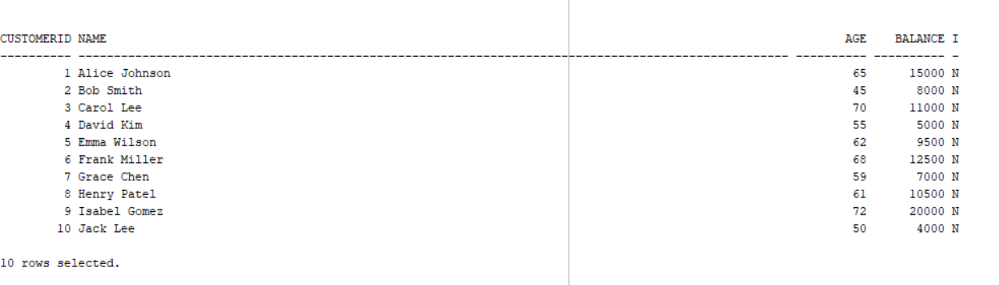 CUSTOMERID NAME AGE BALANCE I
---------- ---------------------------------------------------------------------------------------------------- ---------- ---------- -
1 Alice Johnson 65 15000 N
2 Bob Smith 45 8000 N
3 Carol Lee 70 11000 N
4 David Kim 55 5000 N
5 Emma Wilson 62 9500 N
6 Frank Miller 68 12500 N
7 Grace Chen 59 7000 N
8 Henry Patel 61 10500 N
9 Isabel Gomez 72 20000 N
10 Jack Lee 50 4000 N
10 rows selected.